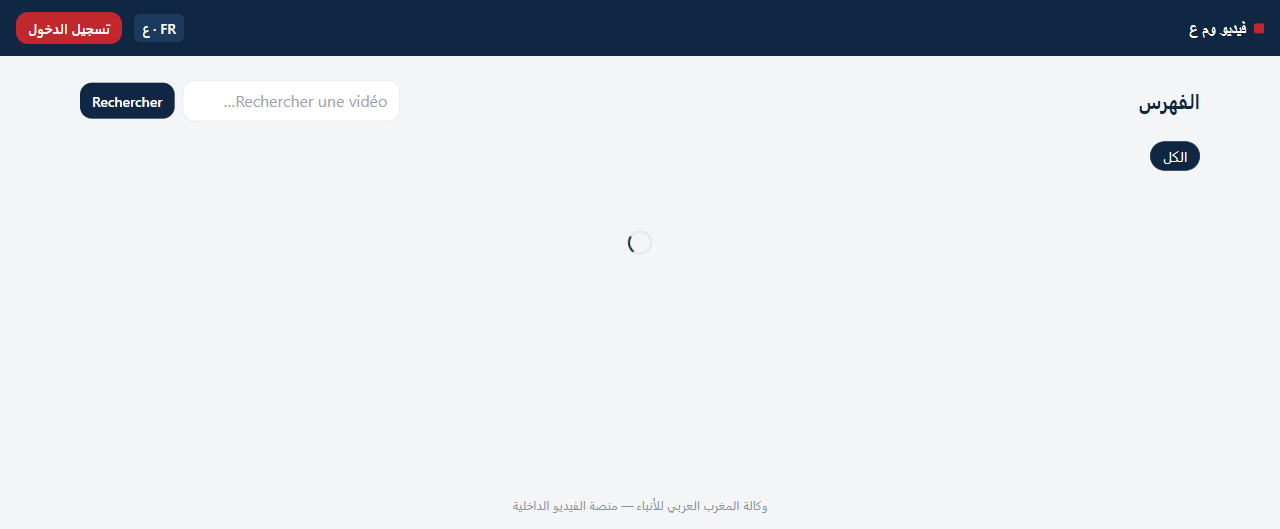 فيديو وم ع
FR · ع
تسجيل الدخول
الفهرس
Rechercher une vidéo...
Rechercher
الكل
وكالة المغرب العربي للأنباء — منصة الفيديو الداخلية